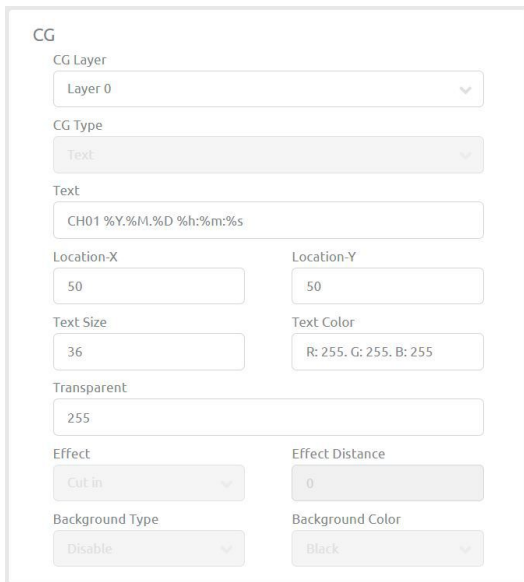 CG
CG Layer
Layer 0
CG Type
Text
Text
CH01 %Y.%M.%D %h:%m:%s
Location-X Location-Y
50 50
Text Size Text Color
36 R: 255. G: 255. B: 255
Transparent
255
Effect Effect Distance
Cut in 0
Background Type Background Color
Disable Black